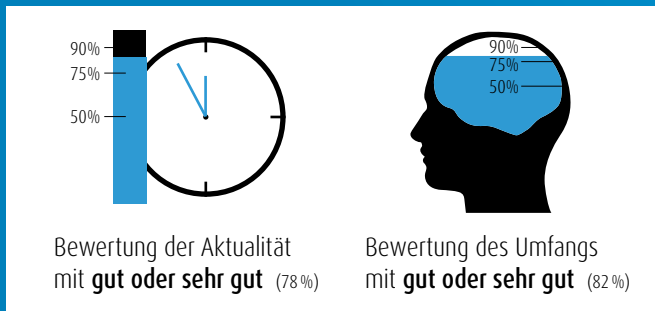 90%
75%
50%
Bewertung der Aktualität
mit gut oder sehr gut (78 %)
90%
75%
50%
Bewertung des Umfangs
mit gut oder sehr gut (82 %)